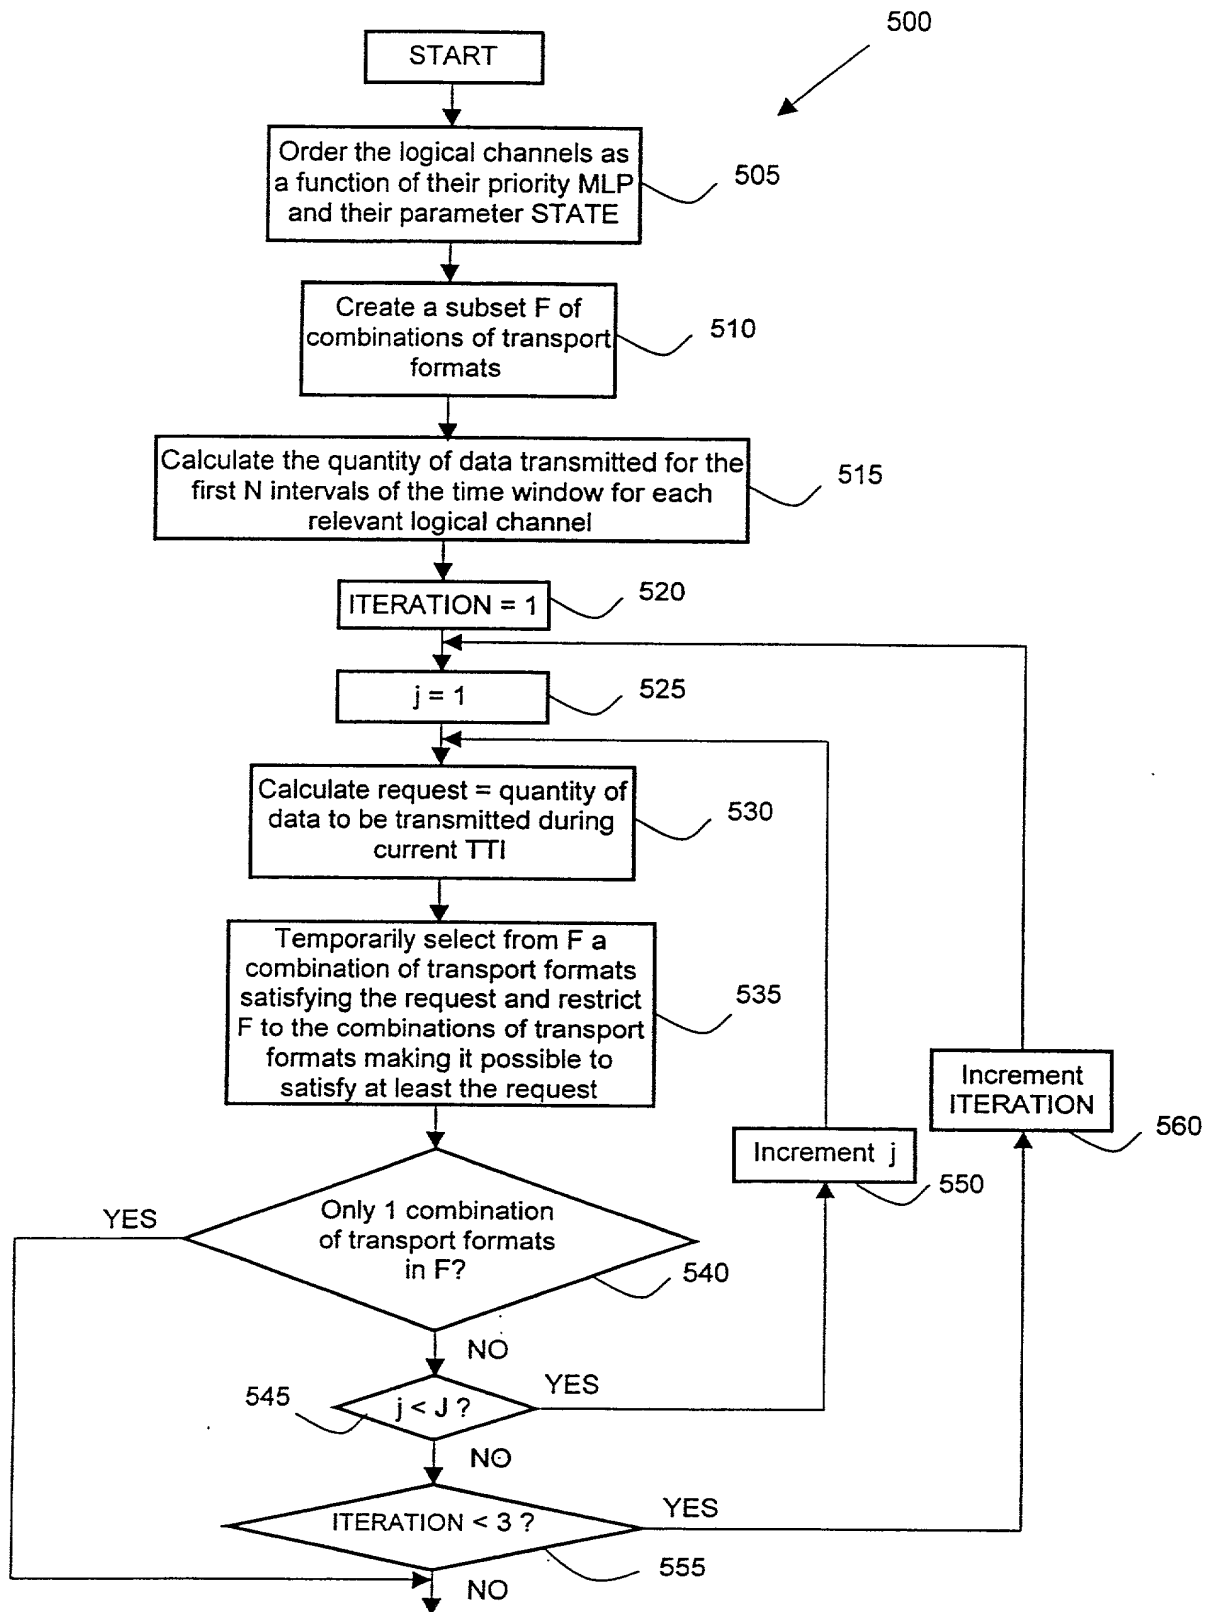 500
START
Order the logical channels as
a function of their priority MLP
and their parameter STATE
505
Create a subset F of
combinations of transport
formats
510
Calculate the quantity of data transmitted for the
first N intervals of the time window for each
relevant logical channel
515
ITERATION = 1
520
j = 1
525
Calculate request = quantity of
data to be transmitted during
current TTI
530
Temporarily select from F a
combination of transport formats
satisfying the request and restrict
F to the combinations of transport
formats making it possible to
satisfy at least the request
535
Increment
ITERATION
560
Increment j
550
Only 1 combination
of transport formats
in F?
YES
540
NO
545
j < J ?
YES
NO
ITERATION < 3 ?
YES
555
NO